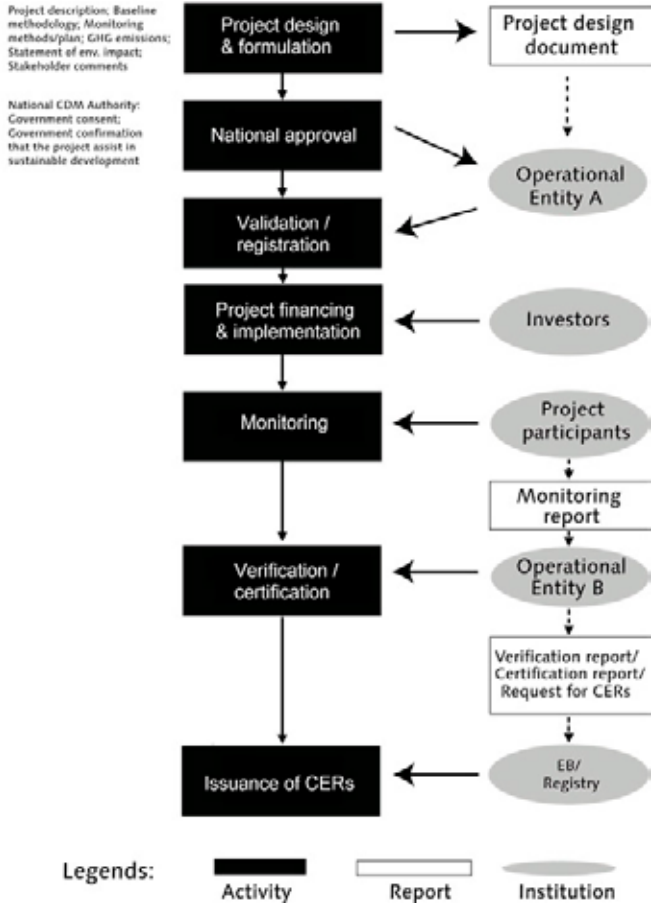 Project description; Baseline
methodology; Monitoring
methods/plan; GHG emissions;
Statement of env. impact;
Stakeholder comments
Project design
& formulation
Project design
document
National CDM Authority:
Government consent;
Government confirmation
that the project assist in
sustainable development
National approval
Operational
Entity A
Validation /
registration
Project financing
& implementation
Investors
Monitoring
Project
participants
Monitoring
report
Verification /
certification
Operational
Entity B
Verification report/
Certification report/
Request for CERs
Issuance of CERs
EB/
Registry
Legends:
Activity
Report
Institution